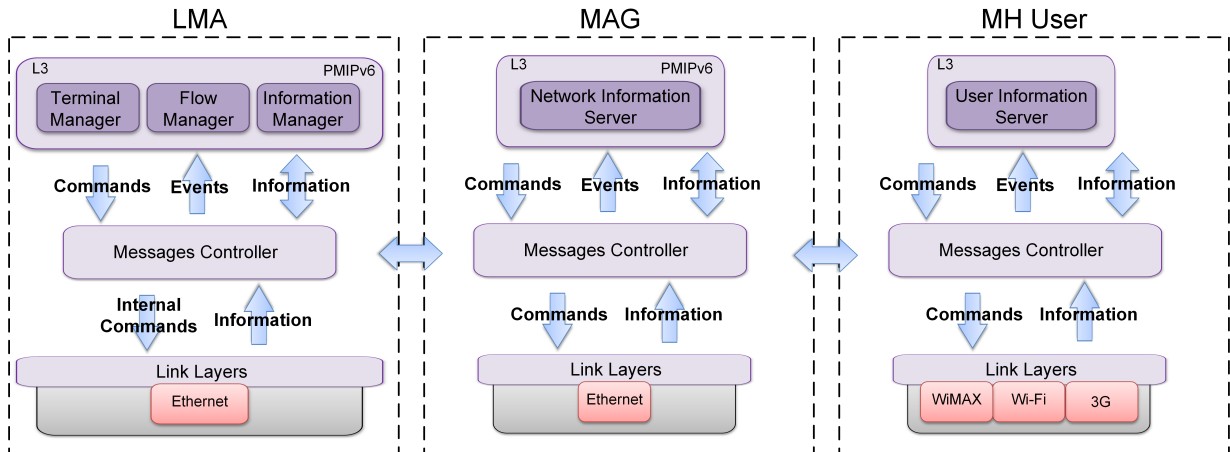 LMA
MAG
MH User
L3
PMIPv6
Terminal
Manager
Flow
Manager
Information
Manager
Commands
Events
Information
Messages Controller
Internal
Commands
Information
Link Layers
Ethernet
L3
PMIPv6
Network Information
Server
Commands
Events
Information
Messages Controller
Commands
Information
Link Layers
Ethernet
L3
User Information
Server
Commands
Events
Information
Messages Controller
Commands
Information
Link Layers
WiMAX
Wi-Fi
3G